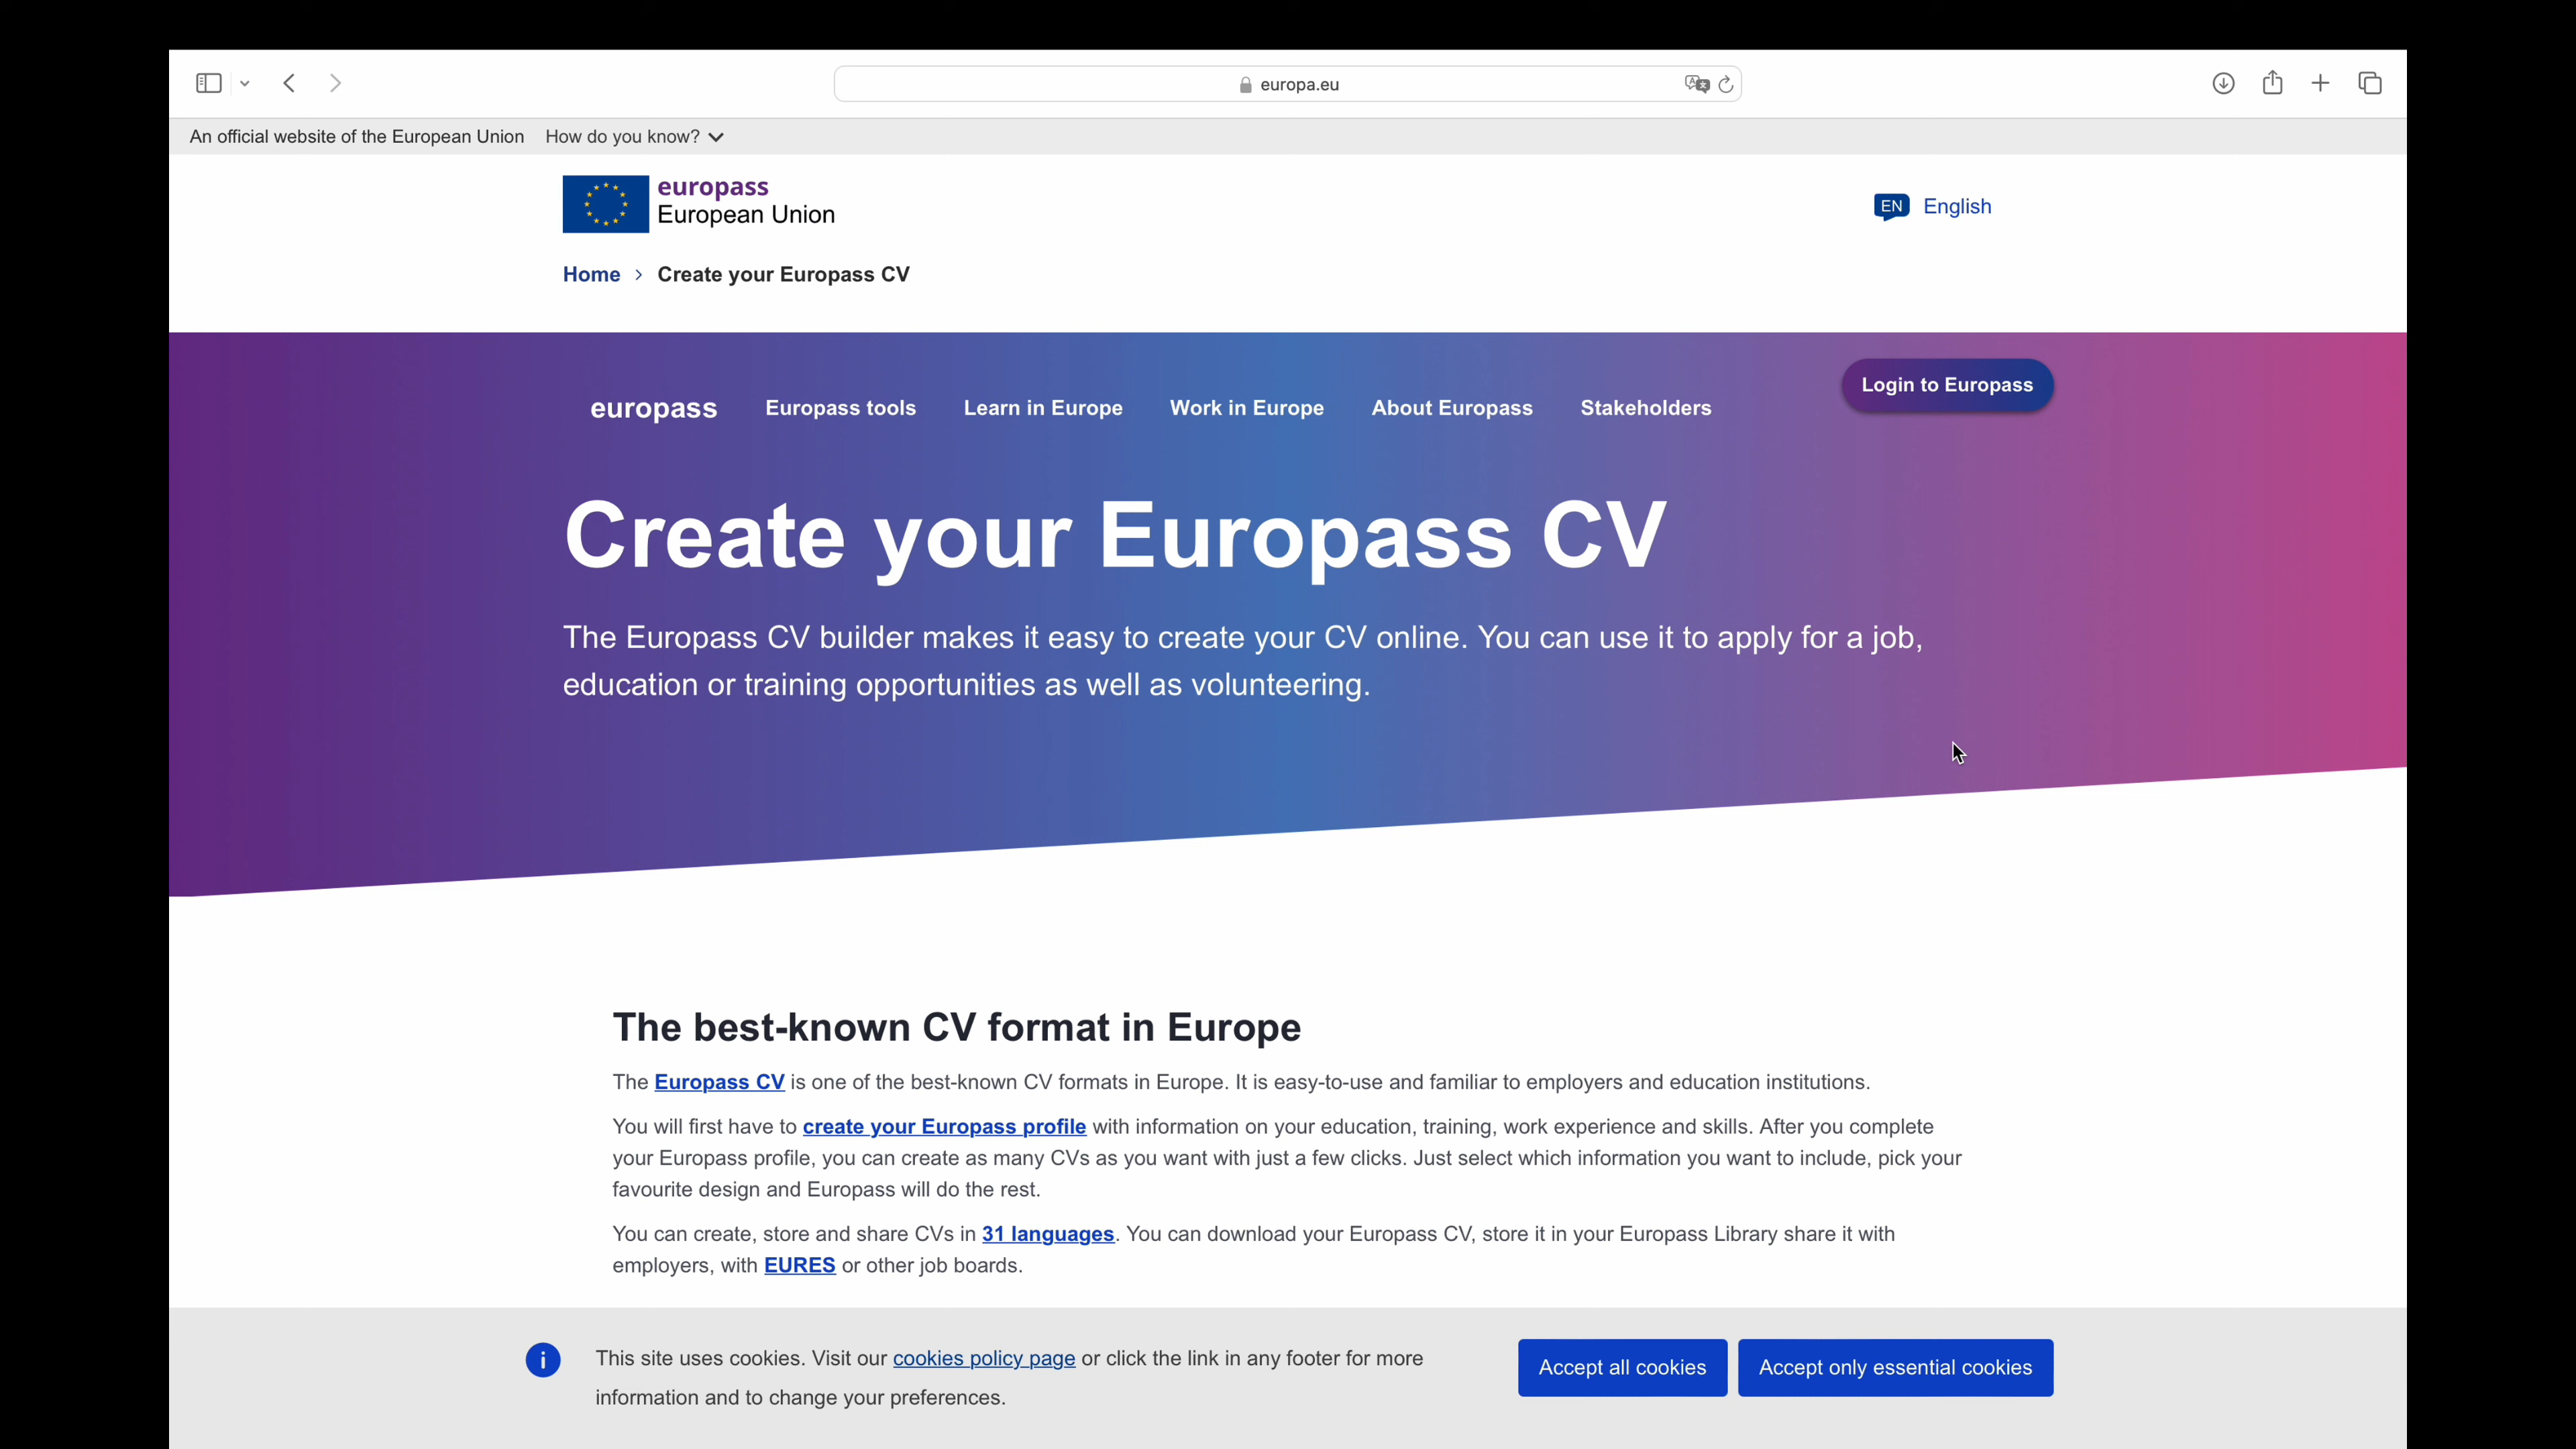 europa.eu
An official website of the European Union How do you know?
europass
European Union
EN English
Home > Create your Europass CV
Login to Europass
europass Europass tools Learn in Europe Work in Europe About Europass Stakeholders
Create your Europass CV
The Europass CV builder makes it easy to create your CV online. You can use it to apply for a job,
education or training opportunities as well as volunteering.
The best-known CV format in Europe
The Europass CV is one of the best-known CV formats in Europe. It is easy-to-use and familiar to employers and education institutions.
You will first have to create your Europass profile with information on your education, training, work experience and skills. After you complete
your Europass profile, you can create as many CVs as you want with just a few clicks. Just select which information you want to include, pick your
favourite design and Europass will do the rest.
You can create, store and share CVs in 31 languages. You can download your Europass CV, store it in your Europass Library share it with
employers, with EURES or other job boards.
This site uses cookies. Visit our cookies policy page or click the link in any footer for more
information and to change your preferences.
Accept all cookies Accept only essential cookies